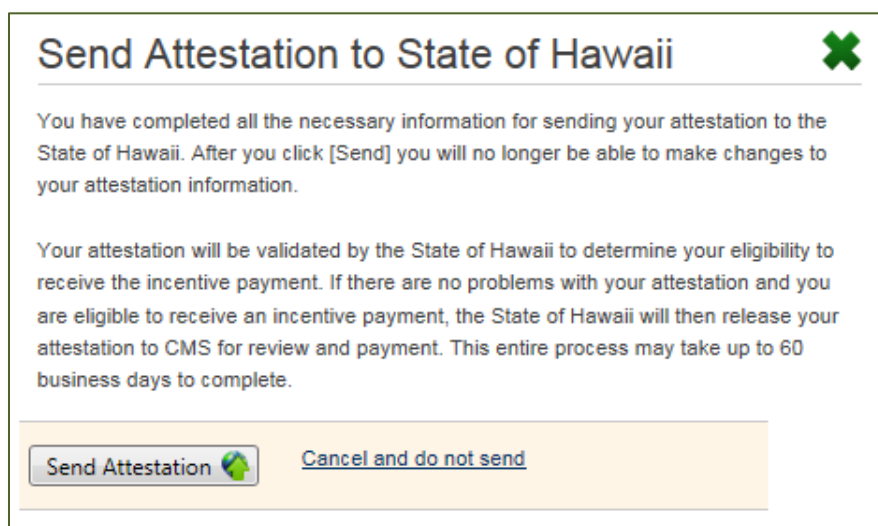 Send Attestation to State of Hawaii
You have completed all the necessary information for sending your attestation to the
State of Hawaii. After you click [Send] you will no longer be able to make changes to
your attestation information.
Your attestation will be validated by the State of Hawaii to determine your eligibility to
receive the incentive payment. If there are no problems with your attestation and you
are eligible to receive an incentive payment, the State of Hawaii will then release your
attestation to CMS for review and payment. This entire process may take up to 60
business days to complete.
Send Attestation Cancel and do not send